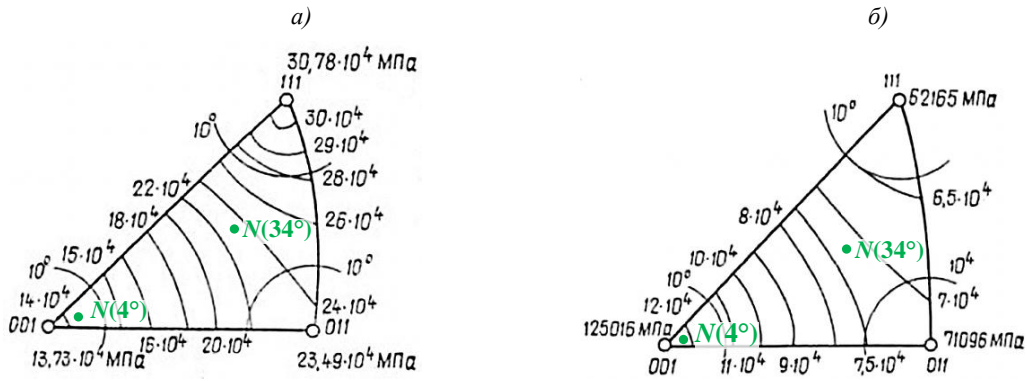 а)
30,78·10⁴ МПа
111
10°
30·10⁴
29·10⁴
28·10⁴
22·10⁴
18·10⁴
26·10⁴
N(34°)
15·10⁴
10°
10°
14·10⁴
N(4°)
24·10⁴
001
011
16·10⁴
20·10⁴
13,73·10⁴ МПа
23,49·10⁴ МПа
б)
111
62165 МПа
10°
6,5·10⁴
8·10⁴
N(34°)
10·10⁴
10⁴
10°
12·10⁴
7·10⁴
125016 МПа
N(4°)
71096 МПа
001
11·10⁴
9·10⁴
7,5·10⁴
011